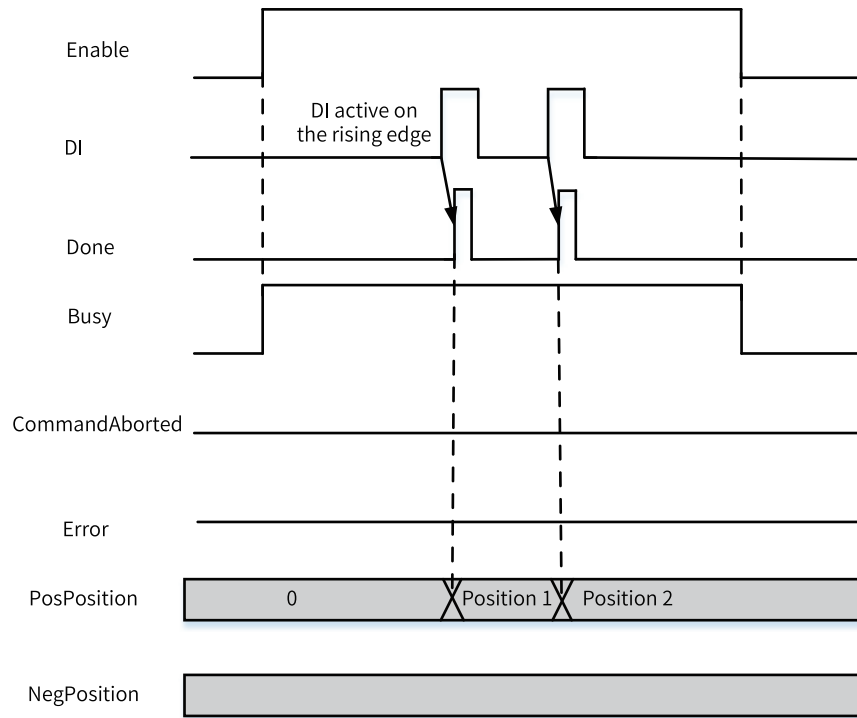 Enable
DI active on
the rising edge
DI
Done
Busy
CommandAborted
Error
PosPosition
0
Position 1
Position 2
NegPosition